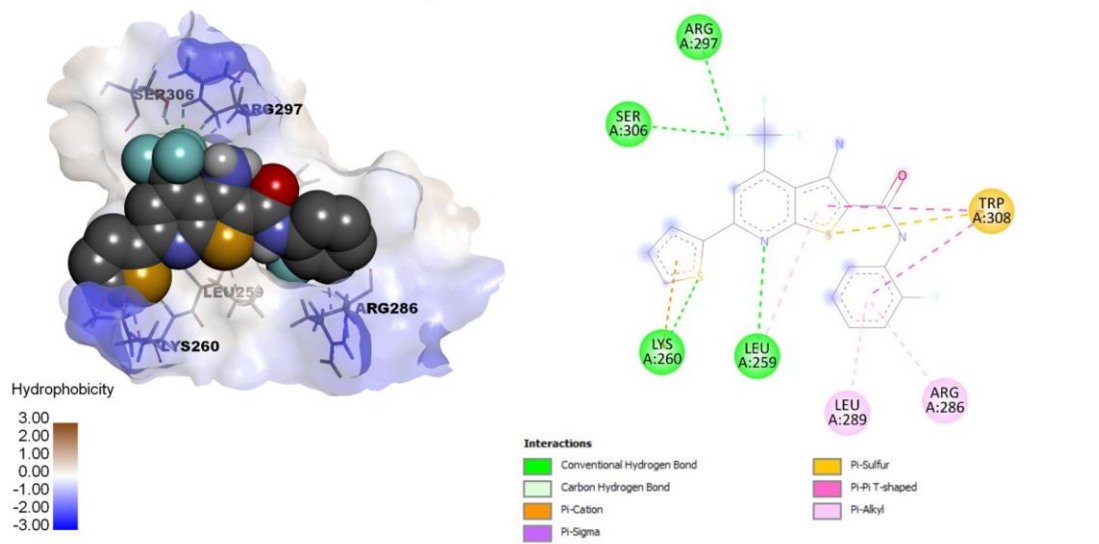 SER306
ARG297
LEU259
ARG286
LYS260
Hydrophobicity
3.00
2.00
1.00
0.00
-1.00
-2.00
-3.00
ARG
A:297
SER
A:306
F
F
F
N
O
TRP
A:308
S
N
N
S
F
LYS
A:260
LEU
A:259
LEU
A:289
ARG
A:286
Interactions
Conventional Hydrogen Bond
Carbon Hydrogen Bond
Pi-Cation
Pi-Sigma
Pi-Sulfur
Pi-Pi T-shaped
Pi-Alkyl